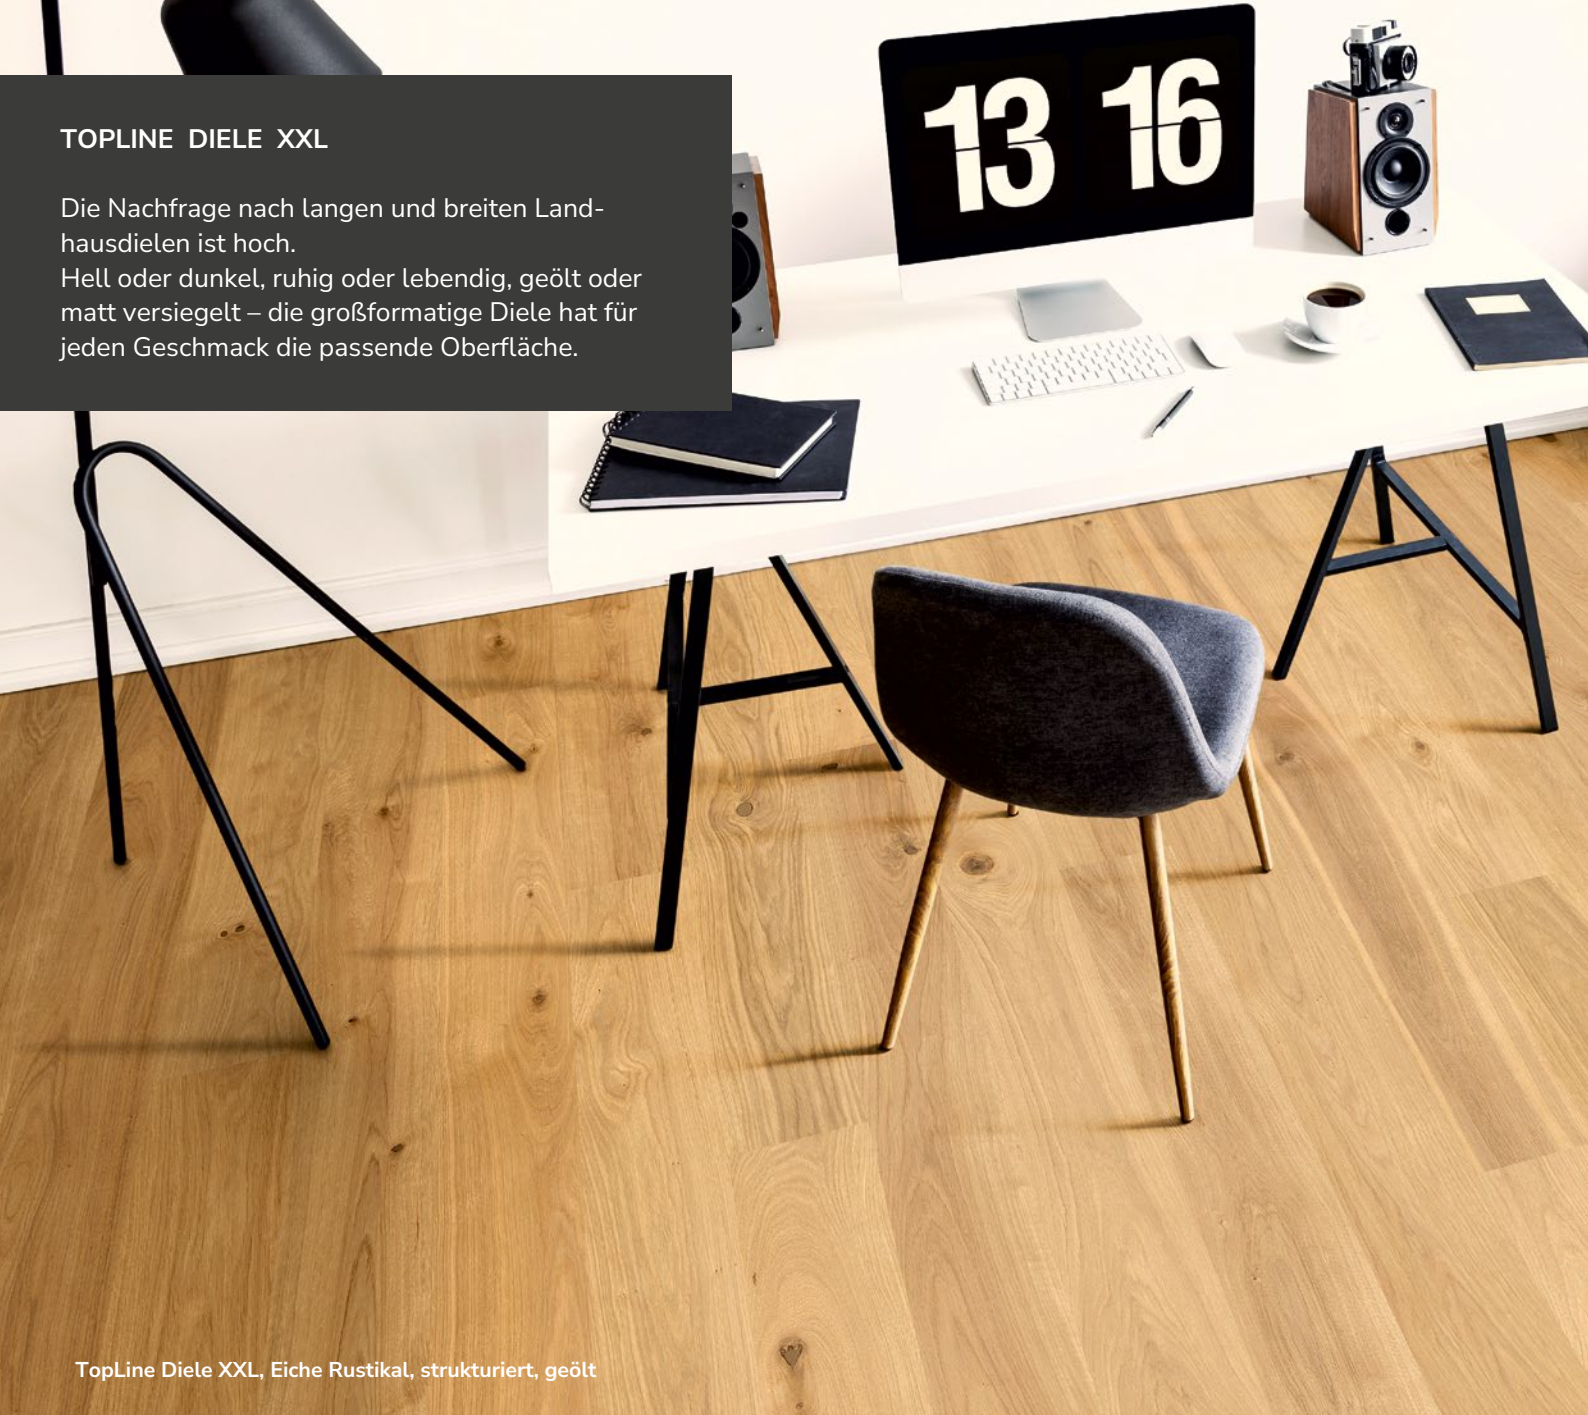 TOPLINE DIELE XXL
Die Nachfrage nach langen und breiten Land-
hausdielen ist hoch.
Hell oder dunkel, ruhig oder lebendig, geölt oder
matt versiegelt – die großformatige Diele hat für
jeden Geschmack die passende Oberfläche.
13 16
TopLine Diele XXL, Eiche Rustikal, strukturiert, geölt